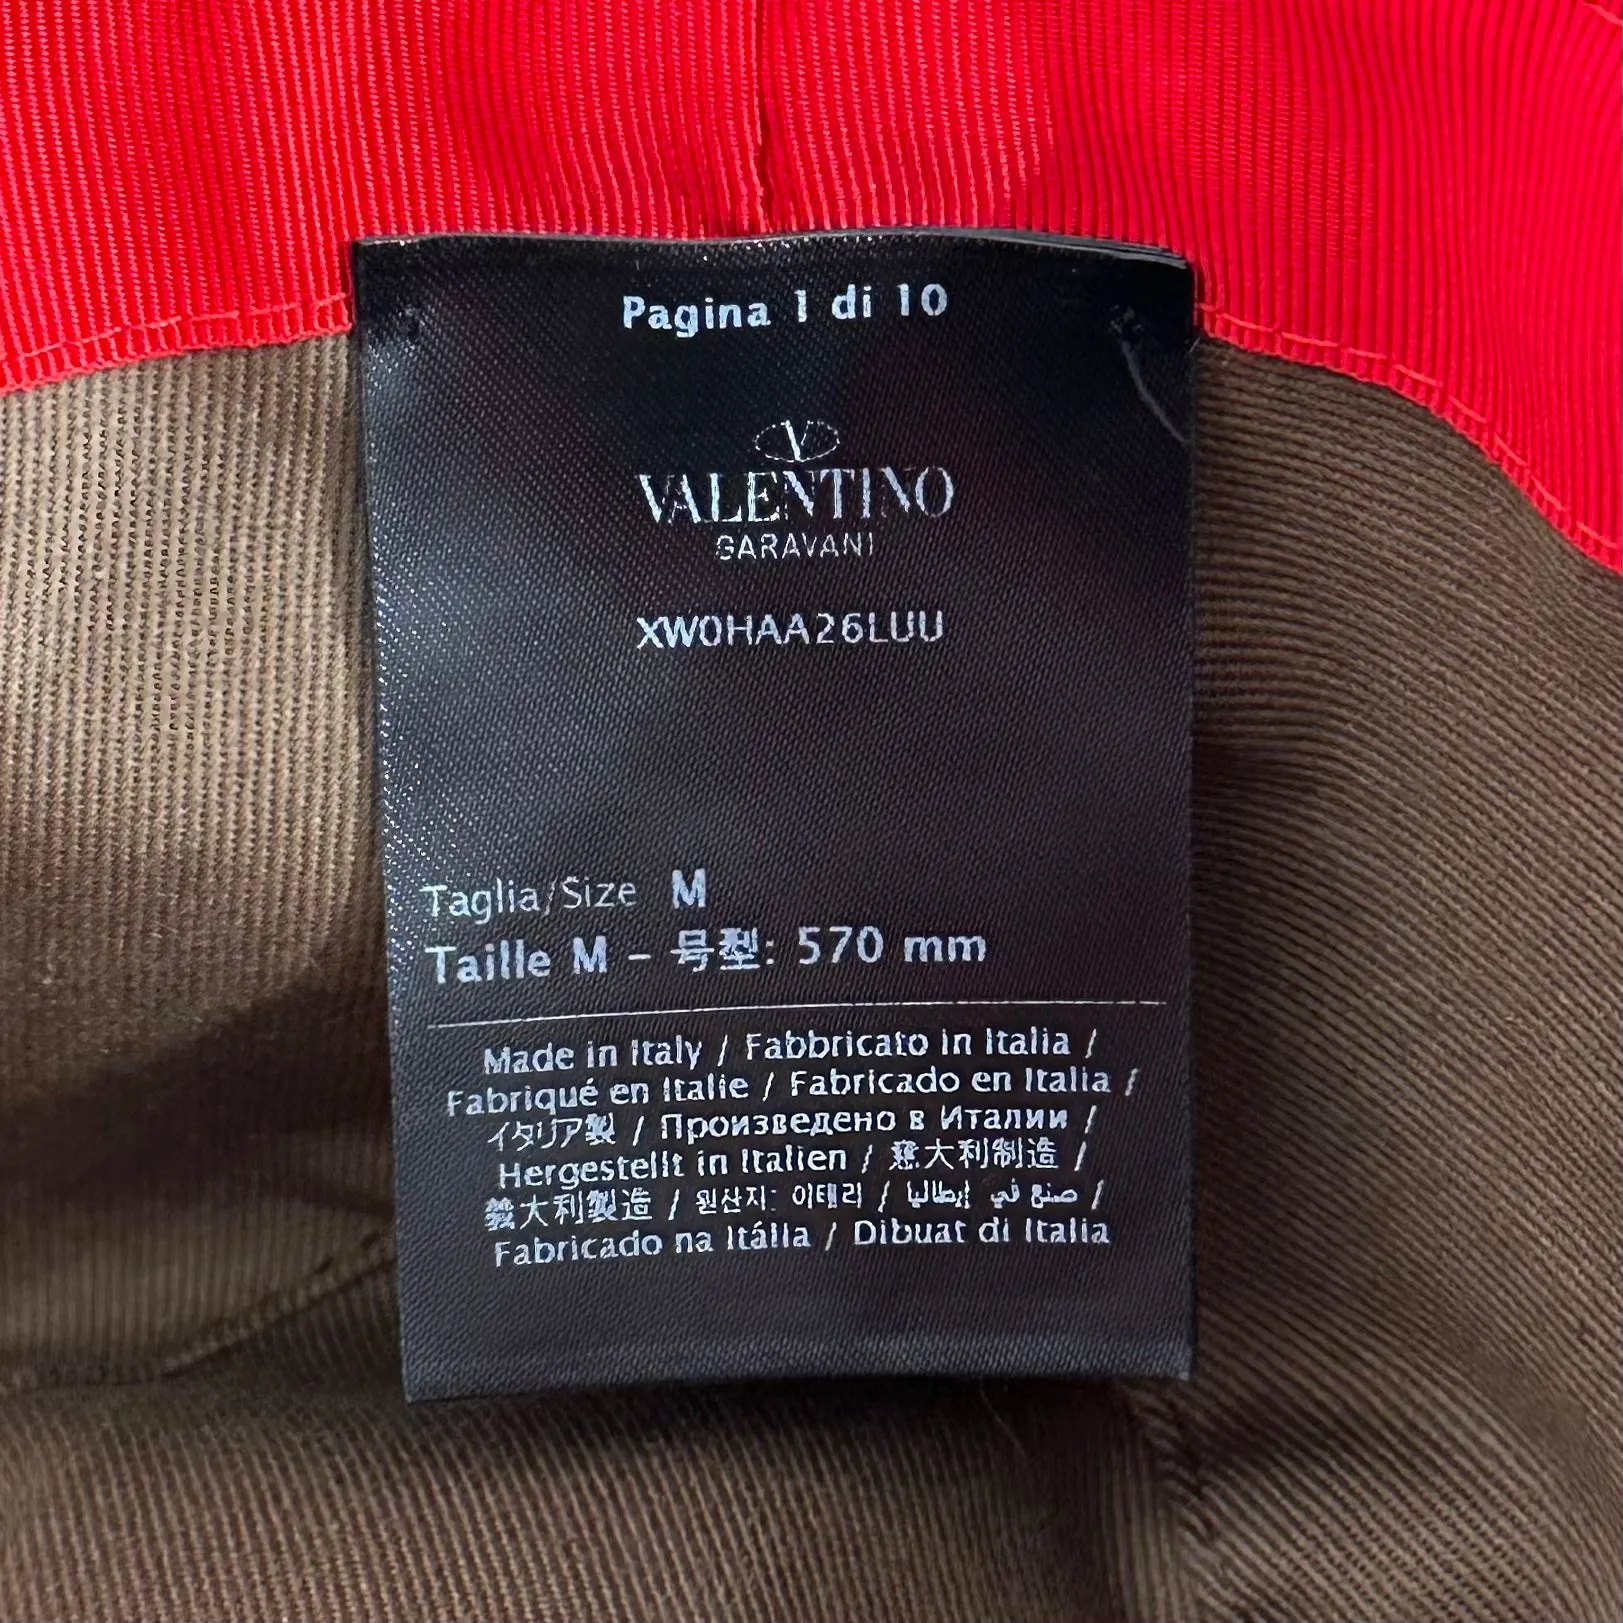 Pagina 1 di 10
V
VALENTINO
GARAVANI
XW0HAA26LUU
Taglia/Size M
Taille M - 号型: 570 mm
Made in Italy / Fabbricato in Italia /
Fabriqué en Italie / Fabricado en Italia /
イタリア製 / Произведено в Италии /
Hergestellt in Italien / 意大利制造 /
義大利製造 / 원산지: 이태리 / صنع في إيطاليا /
Fabricado na Itália / Dibuat di Italia